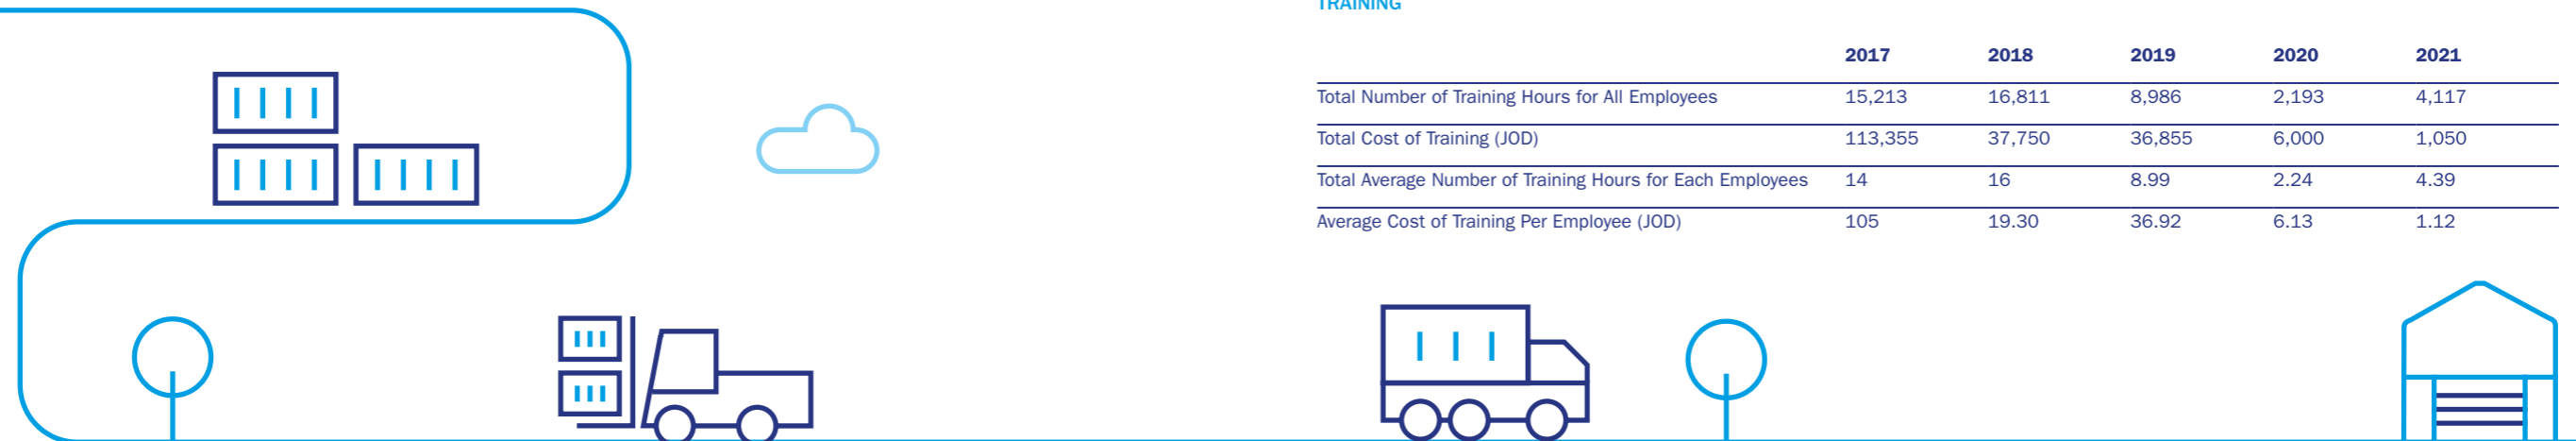 TRAINING
2017 2018 2019 2020 2021
Total Number of Training Hours for All Employees 15,213 16,811 8,986 2,193 4,117
Total Cost of Training (JOD) 113,355 37,750 36,855 6,000 1,050
Total Average Number of Training Hours for Each Employees 14 16 8.99 2.24 4.39
Average Cost of Training Per Employee (JOD) 105 19.30 36.92 6.13 1.12